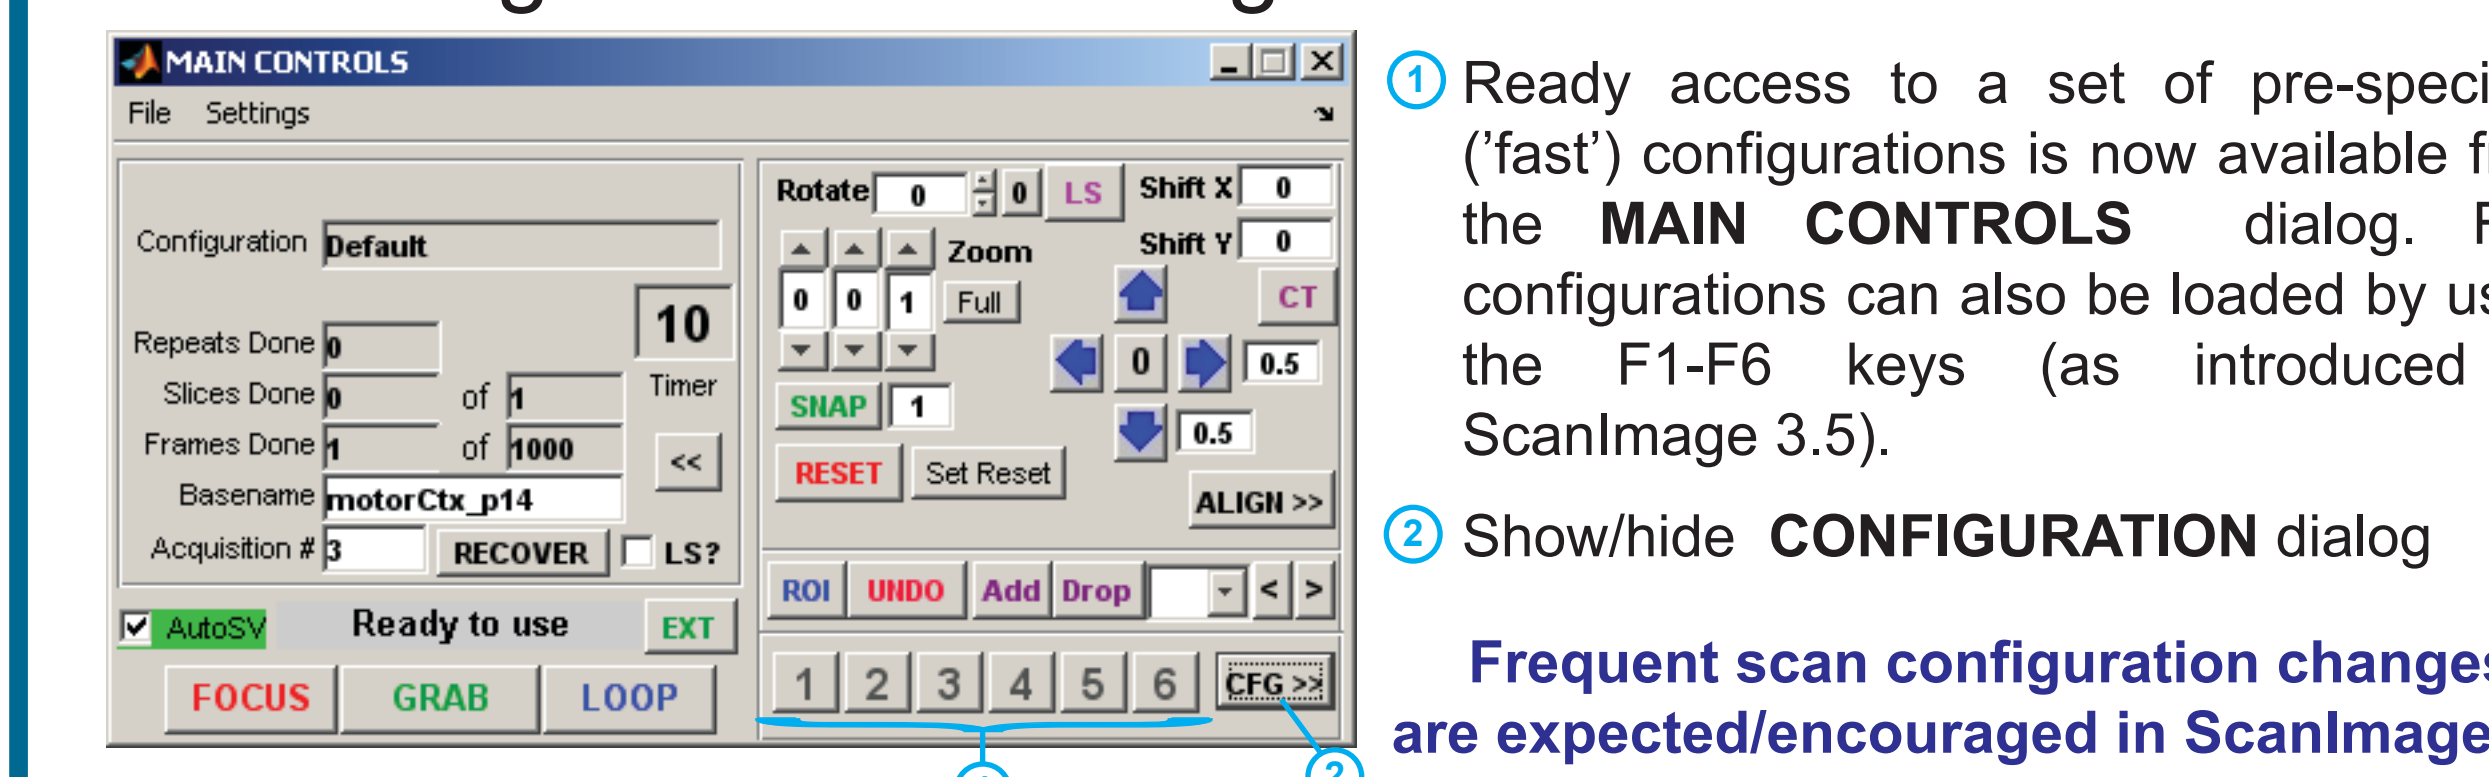 MAIN CONTROLS
File Settings
Configuration Default
10
Timer
Repeats Done 0
Slices Done 0 of 1
Frames Done 1 of 1000
<<
Basename motorCtx_p14
Acquisition # 3 RECOVER LS?
AutoSV Ready to use EXT
FOCUS GRAB LOOP
Rotate 0 0 LS Shift X 0
Zoom Shift Y 0
0 0 1 Full CT
0 0.5
SNAP 1
0.5
RESET Set Reset
ALIGN >>
ROI UNDO Add Drop < >
1 2 3 4 5 6 CFG >>
2
1 Ready access to a set of
('fast') configurations is now available
the MAIN CONTROLS dialog.
configurations can also be loaded by
the F1-F6 keys (as introduced
ScanImage 3.5).
2 Show/hide CONFIGURATION dialog
Frequent scan configuration changes
are expected/encouraged in ScanImage